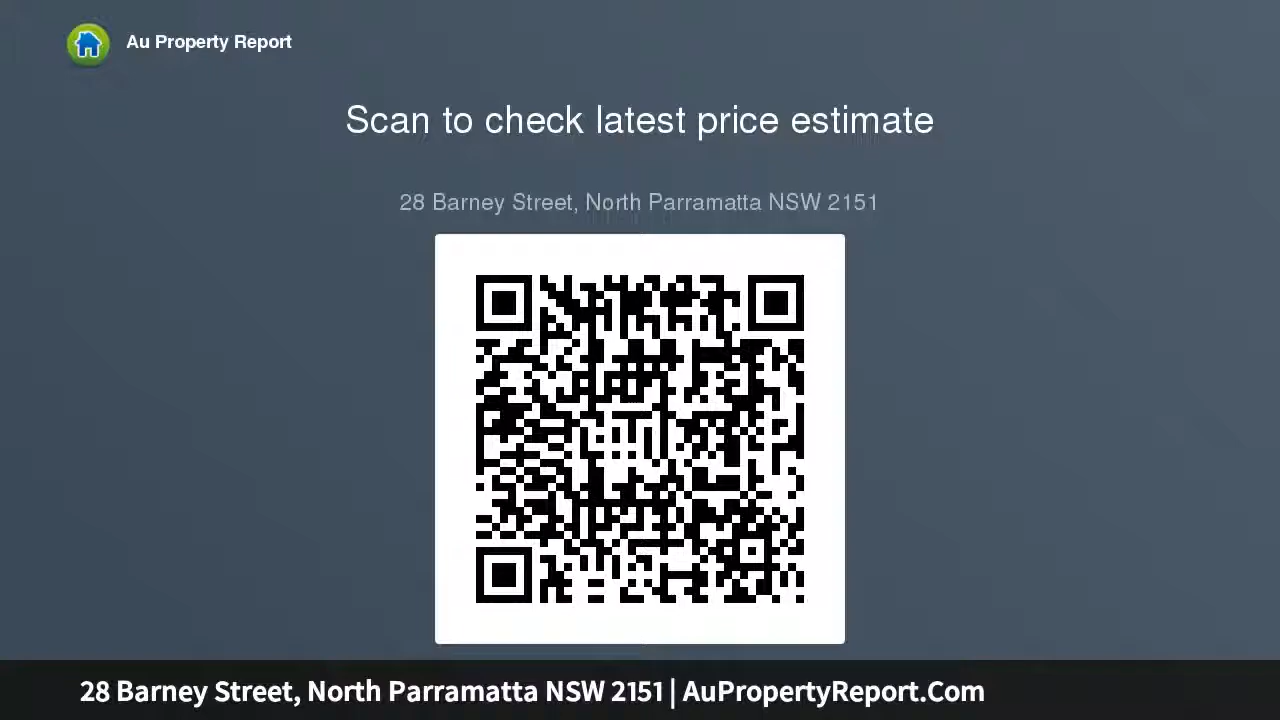 Au Property Report
Scan to check latest price estimate
28 Barney Street, North Parramatta NSW 2151
28 Barney Street, North Parramatta NSW 2151 | AuPropertyReport.Com